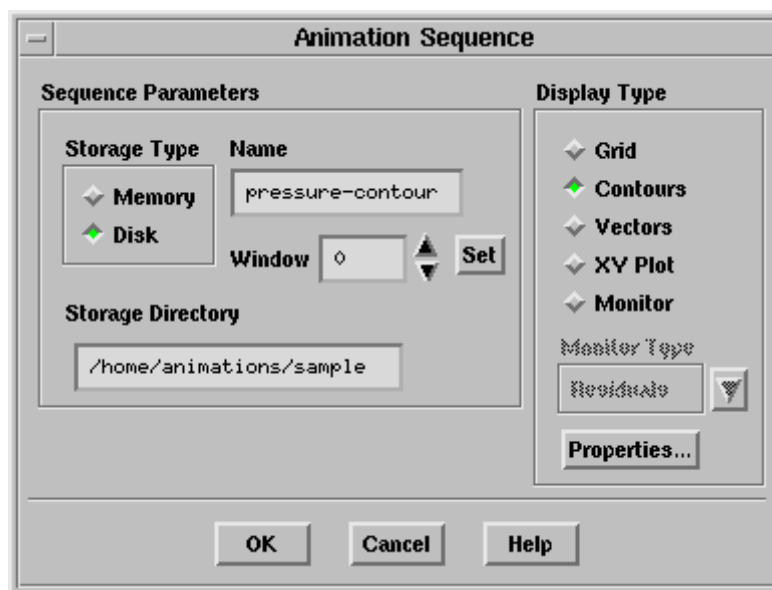 Animation Sequence
Sequence Parameters
Storage Type
Memory
Disk
Name
pressure-contour
Window 0 Set
Storage Directory
/home/animations/sample
Display Type
Grid
Contours
Vectors
XY Plot
Monitor
Monitor Type
Residuals
Properties...
OK Cancel Help